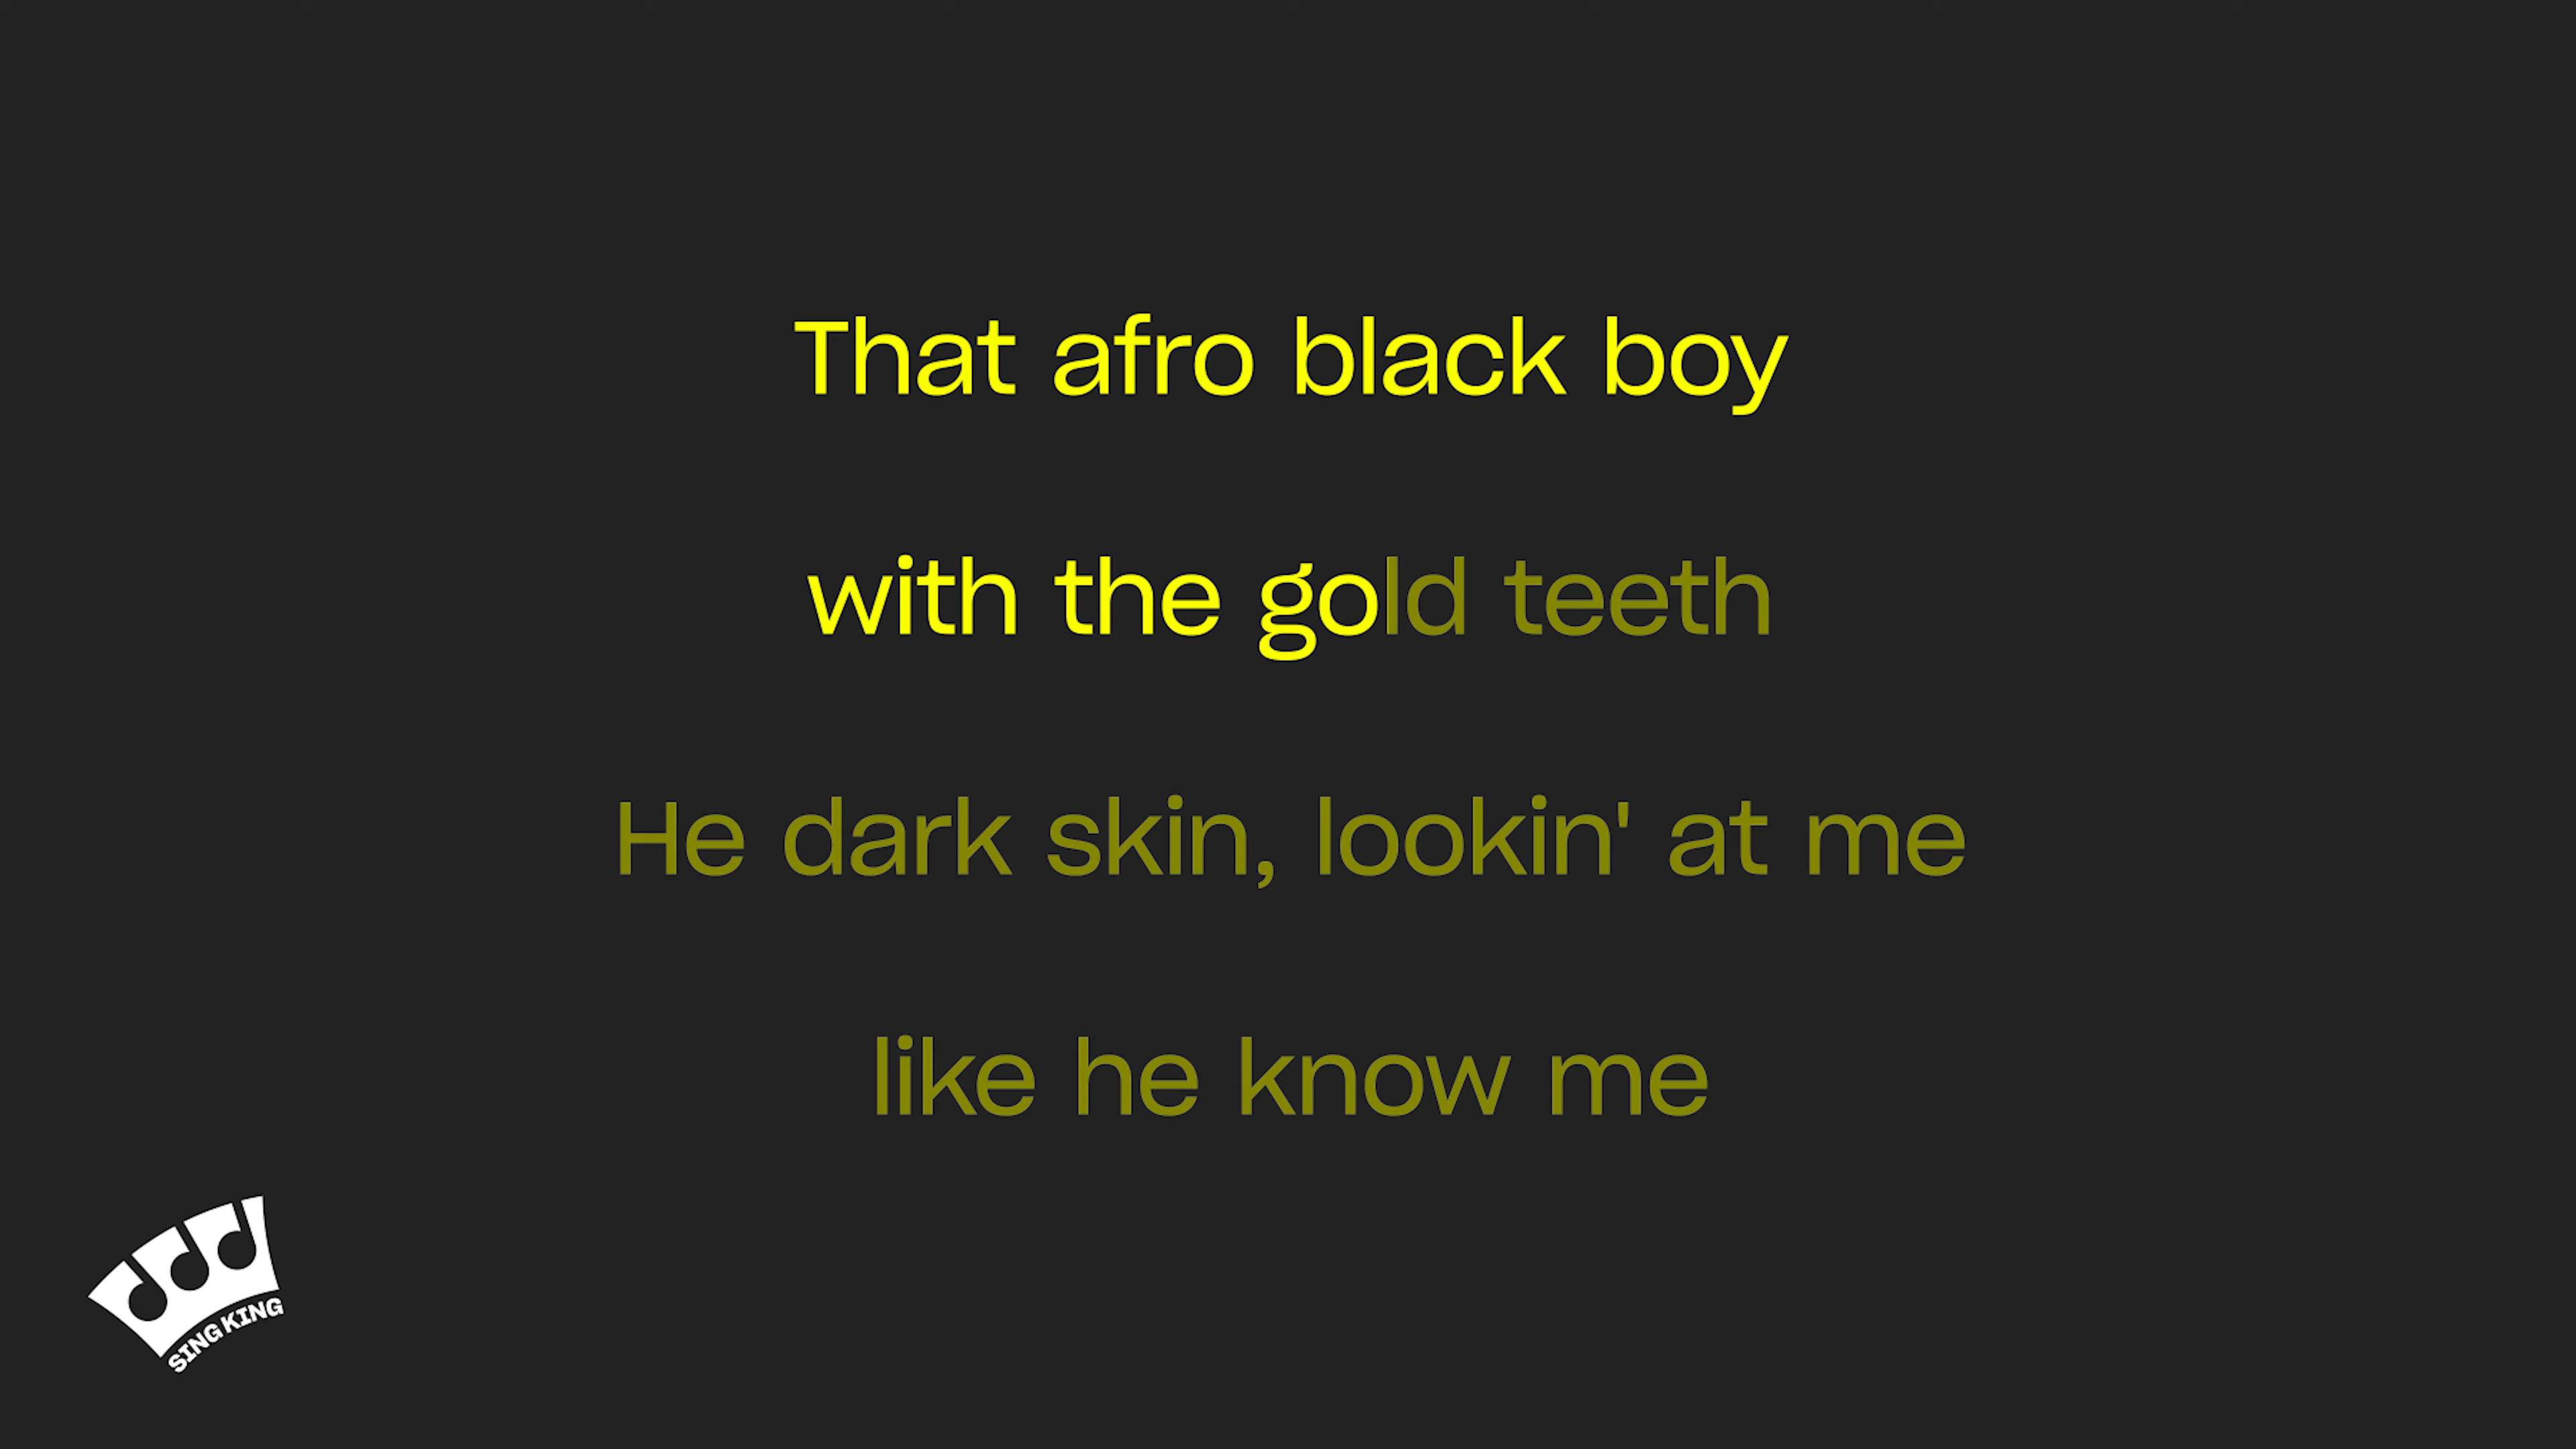 That afro black boy
with the gold teeth
He dark skin, lookin' at me
like he know me
SING KING